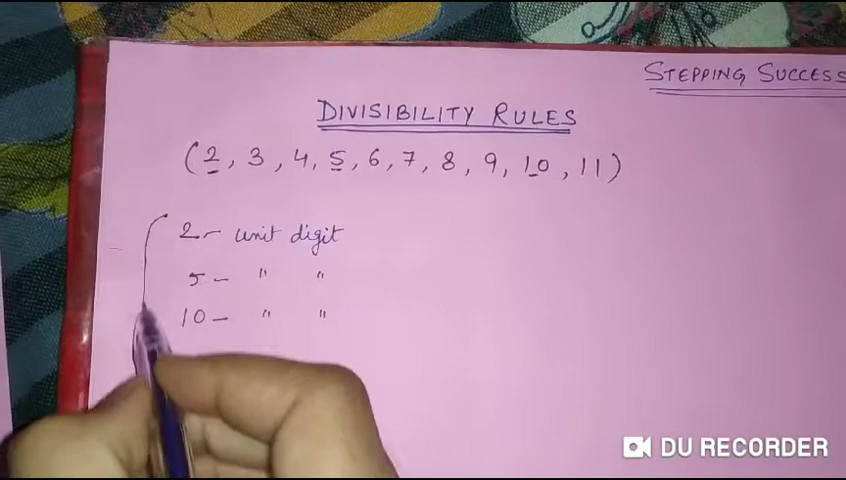 STEPPING SUCCESS
DIVISIBILITY RULES
(2, 3, 4, 5, 6, 7, 8, 9, 10, 11)
2 - unit digit
5 - " "
10 - " "
DU RECORDER